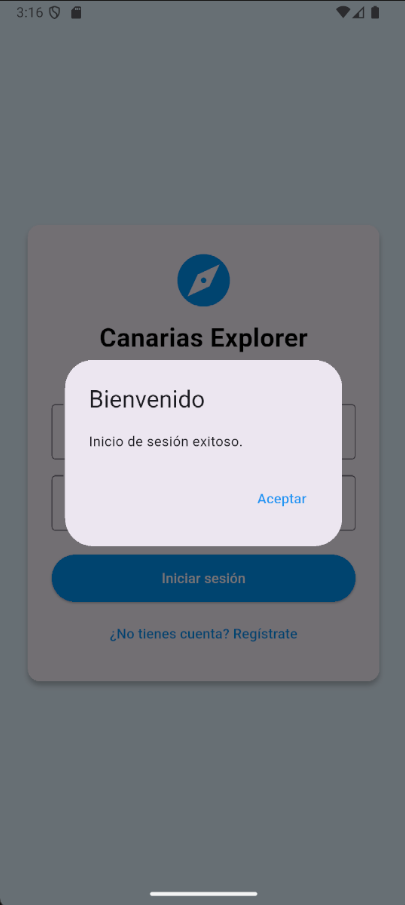 3:16
Canarias Explorer
Bienvenido
Inicio de sesión exitoso.
Aceptar
Iniciar sesión
¿No tienes cuenta? Regístrate